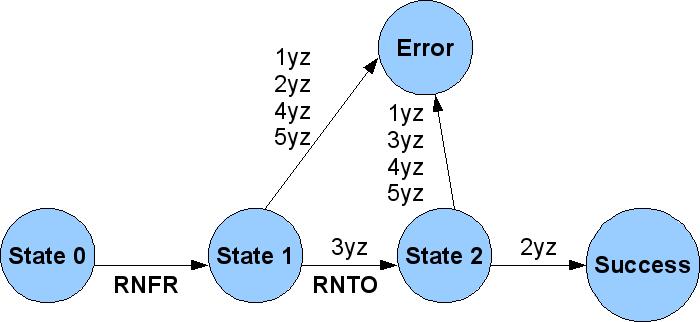 Error
1yz
2yz
4yz
5yz
1yz
3yz
4yz
5yz
State 0
RNFR
State 1
3yz
RNTO
State 2
2yz
Success